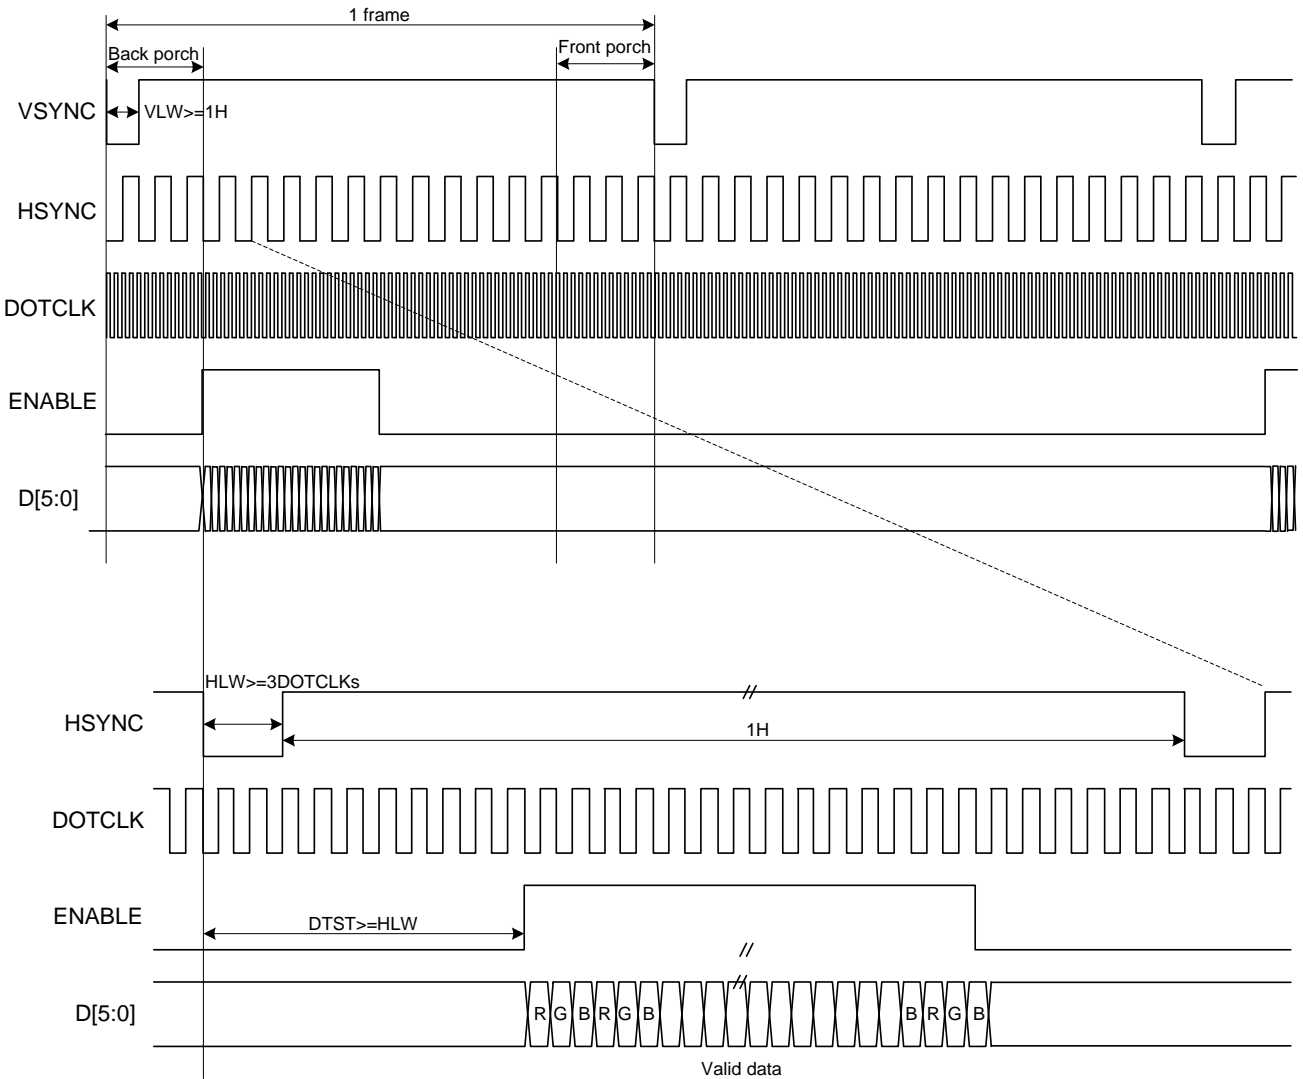 1 frame
Back porch
Front porch
VSYNC
VLW>=1H
HSYNC
DOTCLK
ENABLE
D[5:0]
HLW>=3DOTCLKs
//
HSYNC
1H
DOTCLK
ENABLE
DTST>=HLW
//
//
D[5:0]
R G B R G B B R G B
Valid data